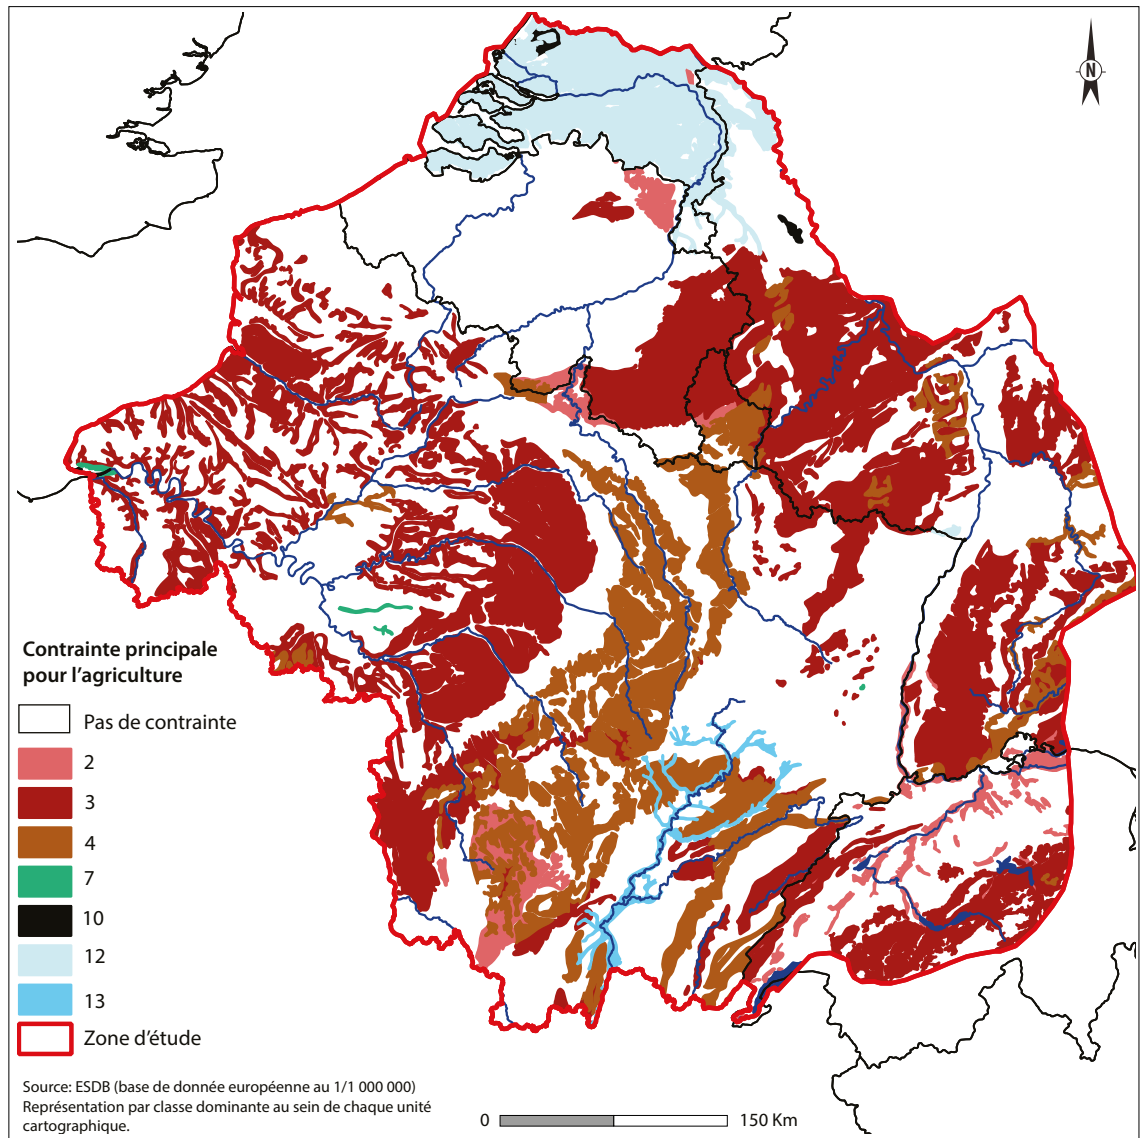 N
Contrainte principale
pour l'agriculture
Pas de contrainte
2
3
4
7
10
12
13
Zone d'étude
Source: ESDB (base de donnée européenne au 1/1 000 000)
Représentation par classe dominante au sein de chaque unité
cartographique.
0 150 Km